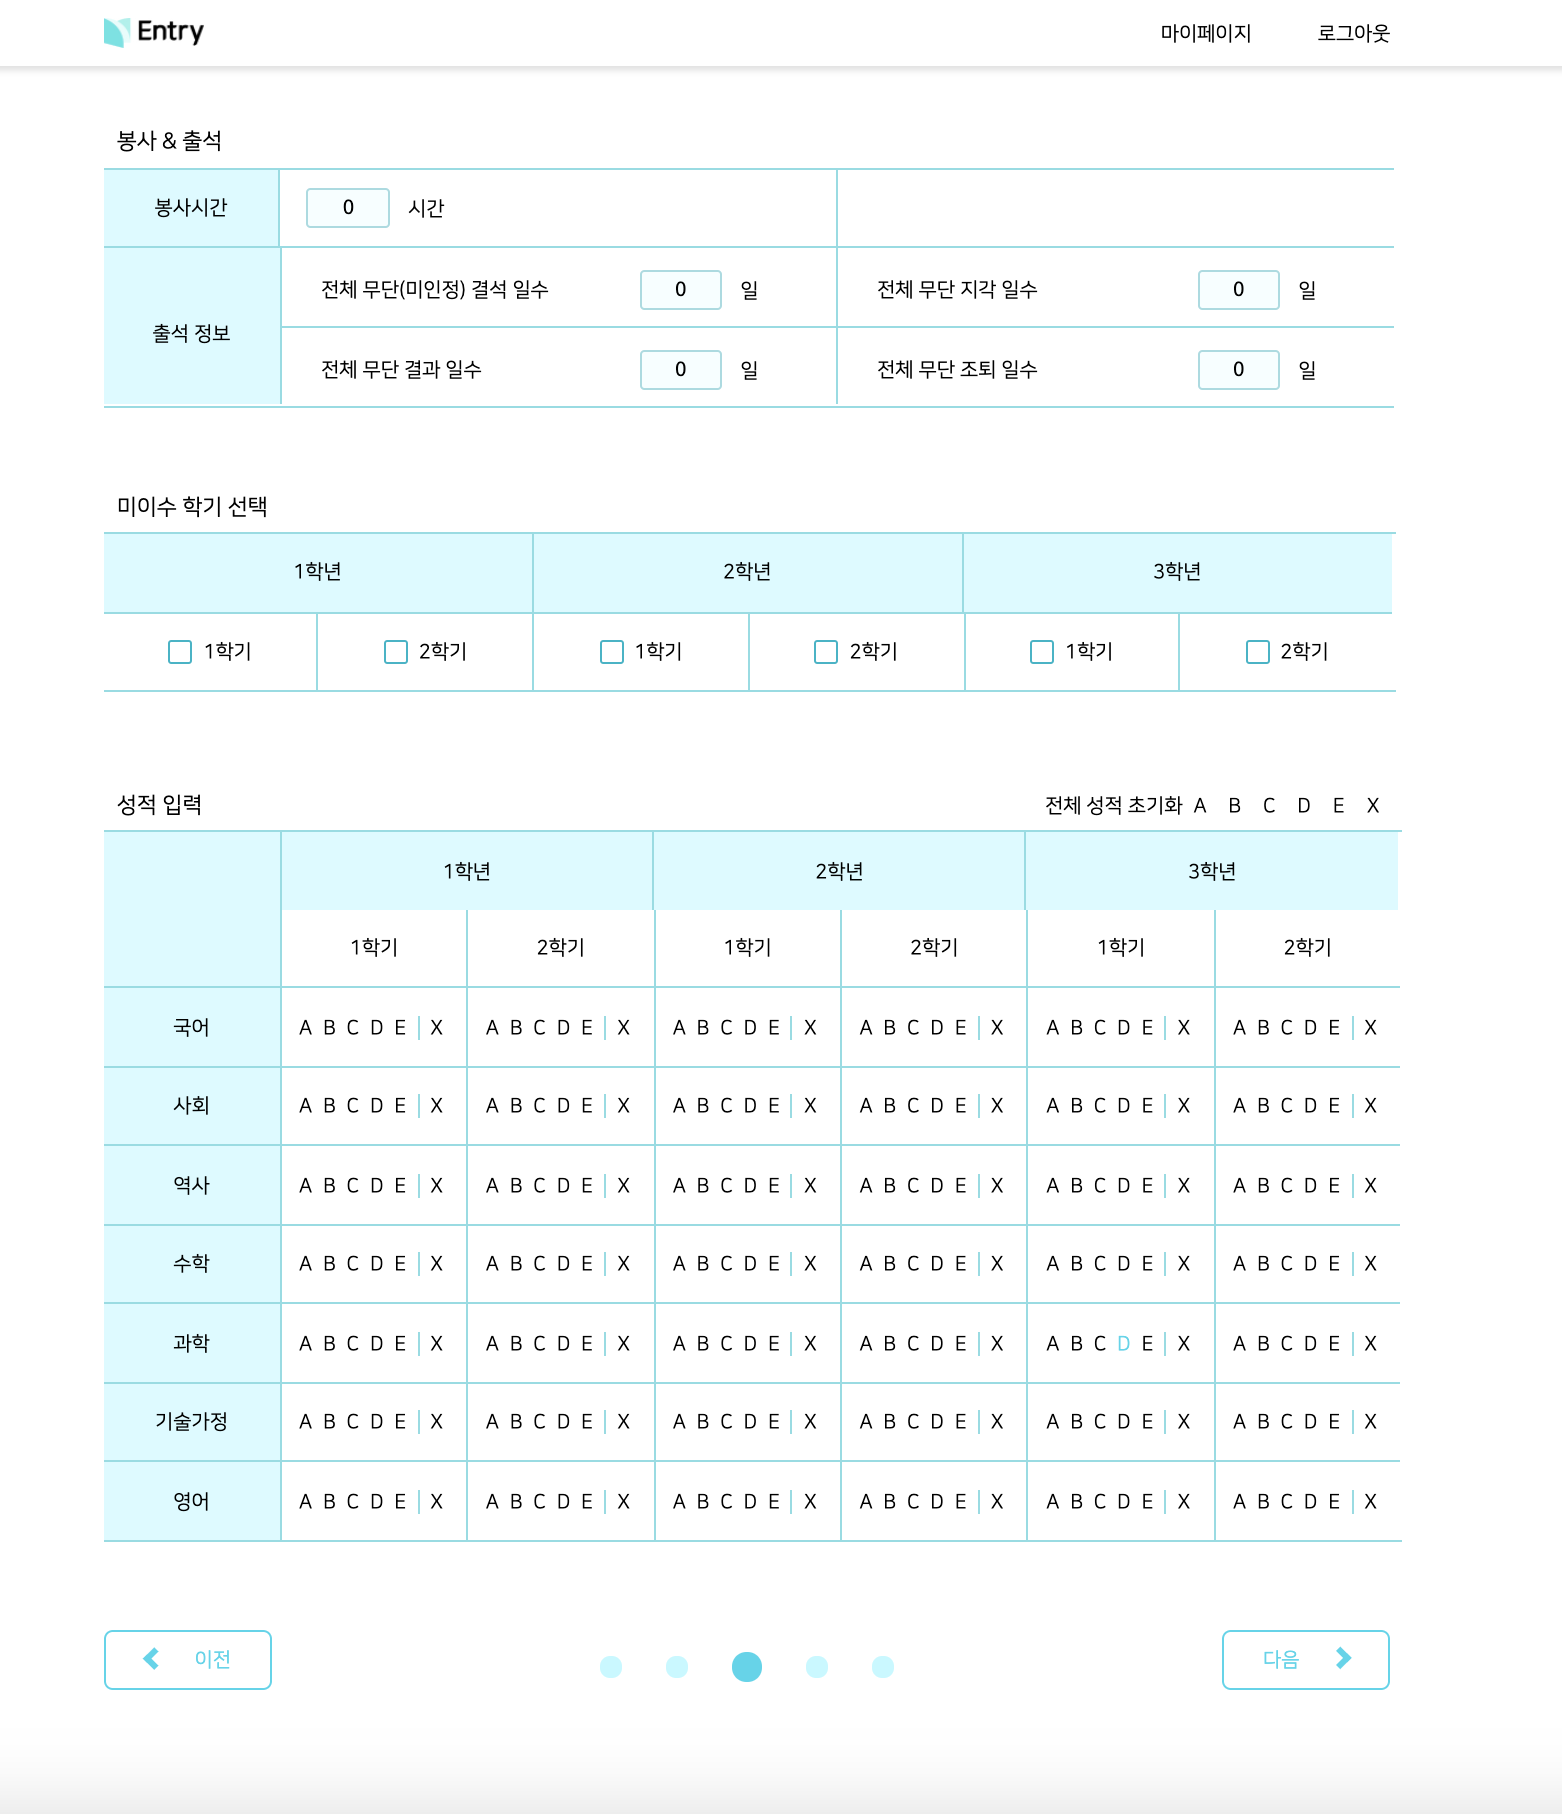 Entry 마이페이지 로그아웃
봉사 & 출석
봉사시간 0 시간
전체 무단(미인정) 결석 일수 0 일 전체 무단 지각 일수 0 일
출석 정보
전체 무단 결과 일수 0 일 전체 무단 조퇴 일수 0 일
미이수 학기 선택
1학년 2학년 3학년
1학기 2학기 1학기 2학기 1학기 2학기
성적 입력 전체 성적 초기화 A B C D E X
1학년 2학년 3학년
1학기 2학기 1학기 2학기 1학기 2학기
국어 A B C D E | X A B C D E | X A B C D E | X A B C D E | X A B C D E | X A B C D E | X
사회 A B C D E | X A B C D E | X A B C D E | X A B C D E | X A B C D E | X A B C D E | X
역사 A B C D E | X A B C D E | X A B C D E | X A B C D E | X A B C D E | X A B C D E | X
수학 A B C D E | X A B C D E | X A B C D E | X A B C D E | X A B C D E | X A B C D E | X
과학 A B C D E | X A B C D E | X A B C D E | X A B C D E | X A B C D E | X A B C D E | X
기술가정 A B C D E | X A B C D E | X A B C D E | X A B C D E | X A B C D E | X A B C D E | X
영어 A B C D E | X A B C D E | X A B C D E | X A B C D E | X A B C D E | X A B C D E | X
이전 다음